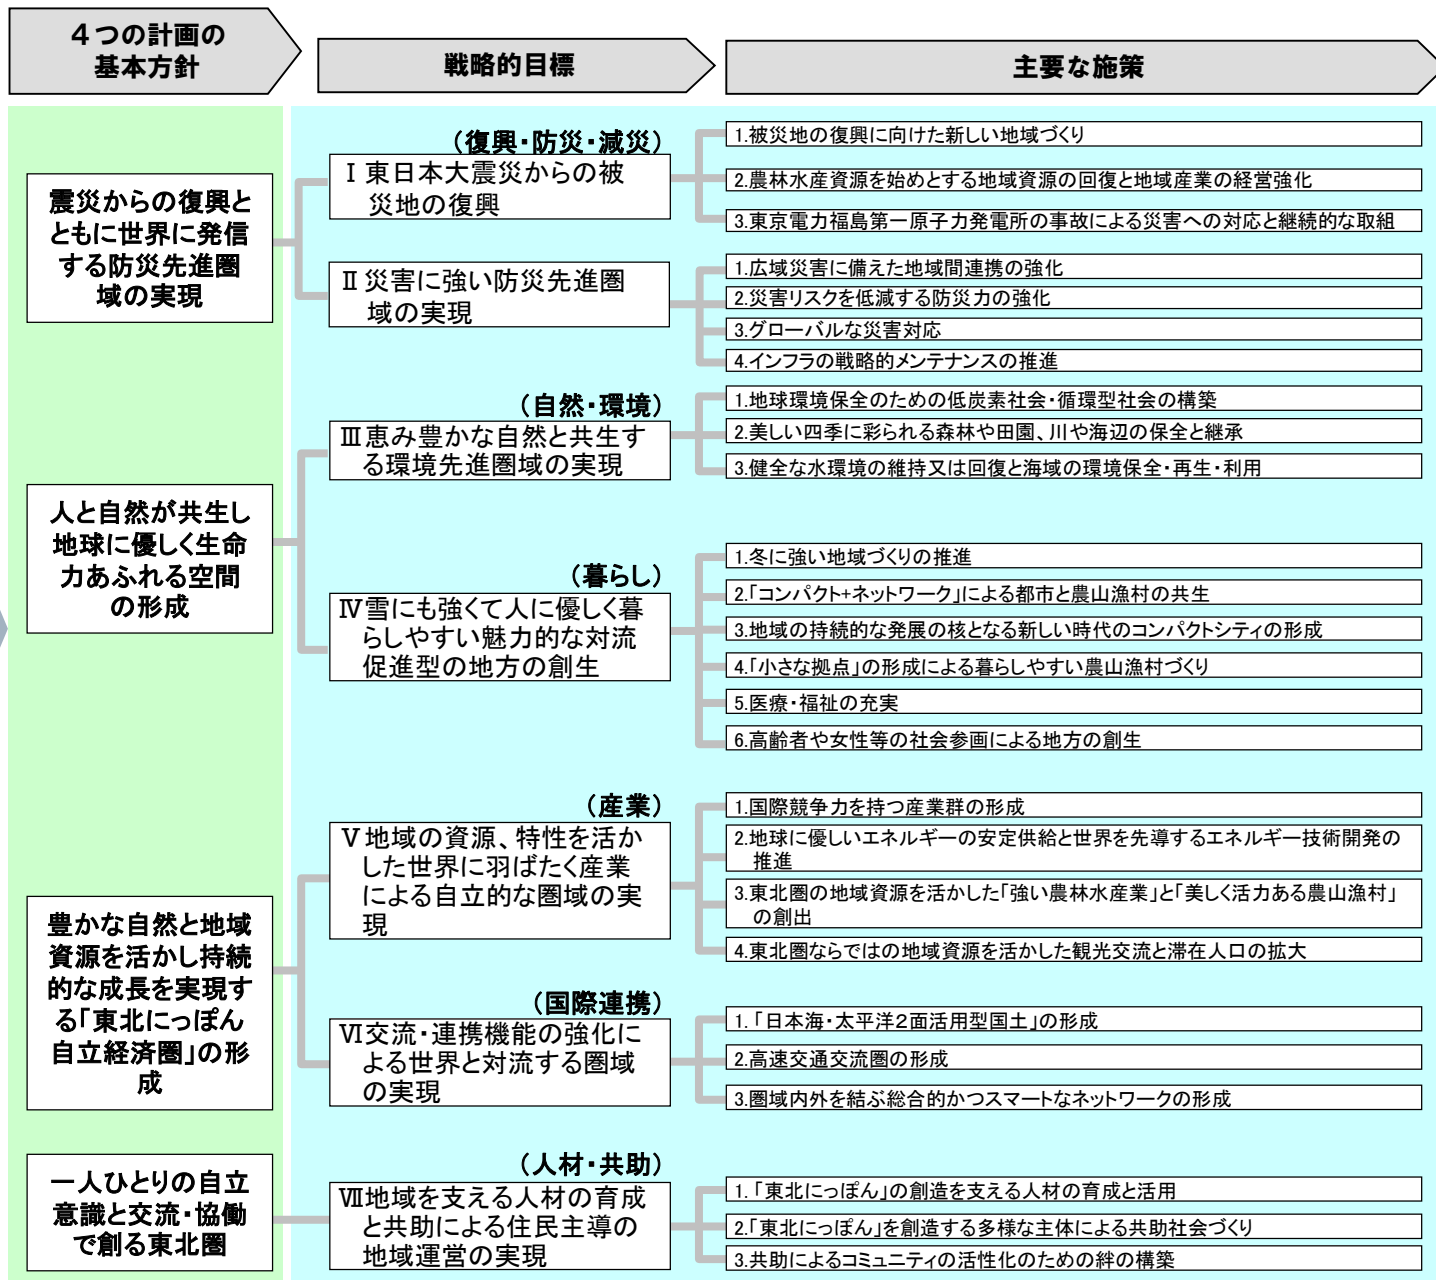 4つの計画の
基本方針
戦略的目標
主要な施策
震災からの復興と
ともに世界に発信
する防災先進圏
域の実現
(復興・防災・減災)
Ⅰ東日本大震災からの被
災地の復興
1.被災地の復興に向けた新しい地域づくり
2.農林水産資源を始めとする地域資源の回復と地域産業の経営強化
3.東京電力福島第一原子力発電所の事故による災害への対応と継続的な取組
Ⅱ災害に強い防災先進圏
域の実現
1.広域災害に備えた地域間連携の強化
2.災害リスクを低減する防災力の強化
3.グローバルな災害対応
4.インフラの戦略的メンテナンスの推進
人と自然が共生し
地球に優しく生命
力あふれる空間
の形成
(自然・環境)
Ⅲ恵み豊かな自然と共生す
る環境先進圏域の実現
1.地球環境保全のための低炭素社会・循環型社会の構築
2.美しい四季に彩られる森林や田園、川や海辺の保全と継承
3.健全な水環境の維持又は回復と海域の環境保全・再生・利用
(暮らし)
Ⅳ雪にも強くて人に優しく暮
らしやすい魅力的な対流
促進型の地方の創生
1.冬に強い地域づくりの推進
2.「コンパクト+ネットワーク」による都市と農山漁村の共生
3.地域の持続的な発展の核となる新しい時代のコンパクトシティの形成
4.「小さな拠点」の形成による暮らしやすい農山漁村づくり
5.医療・福祉の充実
6.高齢者や女性等の社会参画による地方の創生
豊かな自然と地域
資源を活かし持続
的な成長を実現す
る「東北にっぽん
自立経済圏」の形
成
(産業)
Ⅴ地域の資源、特性を活か
した世界に羽ばたく産業
による自立的な圏域の実
現
1.国際競争力を持つ産業群の形成
2.地球に優しいエネルギーの安定供給と世界を先導するエネルギー技術開発の
推進
3.東北圏の地域資源を活かした「強い農林水産業」と「美しく活力ある農山漁村」
の創出
4.東北圏ならではの地域資源を活かした観光交流と滞在人口の拡大
(国際連携)
Ⅵ交流・連携機能の強化に
よる世界と対流する圏域
の実現
1.「日本海・太平洋2面活用型国土」の形成
2.高速交通交流圏の形成
3.圏域内外を結ぶ総合的かつスマートなネットワークの形成
一人ひとりの自立
意識と交流・協働
で創る東北圏
(人材・共助)
Ⅶ地域を支える人材の育成
と共助による住民主導の
地域運営の実現
1.「東北にっぽん」の創造を支える人材の育成と活用
2.「東北にっぽん」を創造する多様な主体による共助社会づくり
3.共助によるコミュニティの活性化のための絆の構築